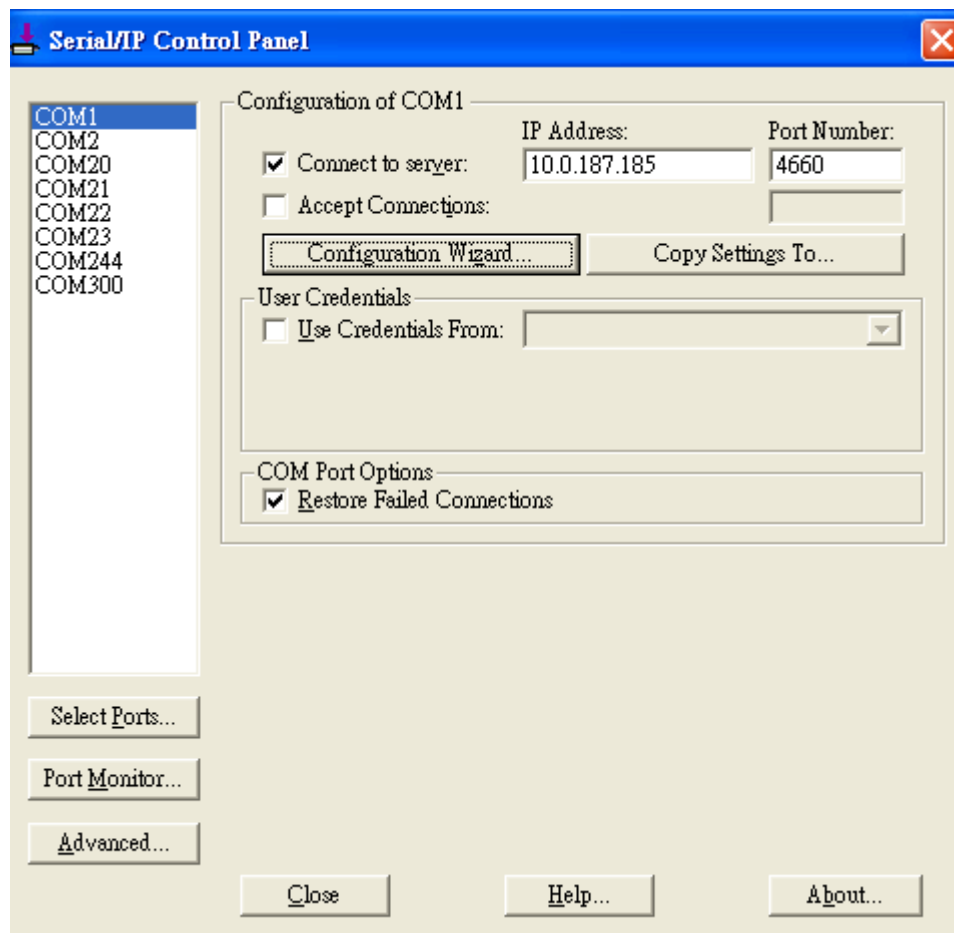 Serial/IP Control Panel
COM1
COM2
COM20
COM21
COM22
COM23
COM244
COM300
Select Ports...
Port Monitor...
Advanced...
Configuration of COM1
IP Address: Port Number:
Connect to server: 10.0.187.185 4660
Accept Connections:
Configuration Wizard... Copy Settings To...
User Credentials
Use Credentials From:
COM Port Options
Restore Failed Connections
Close Help... About...